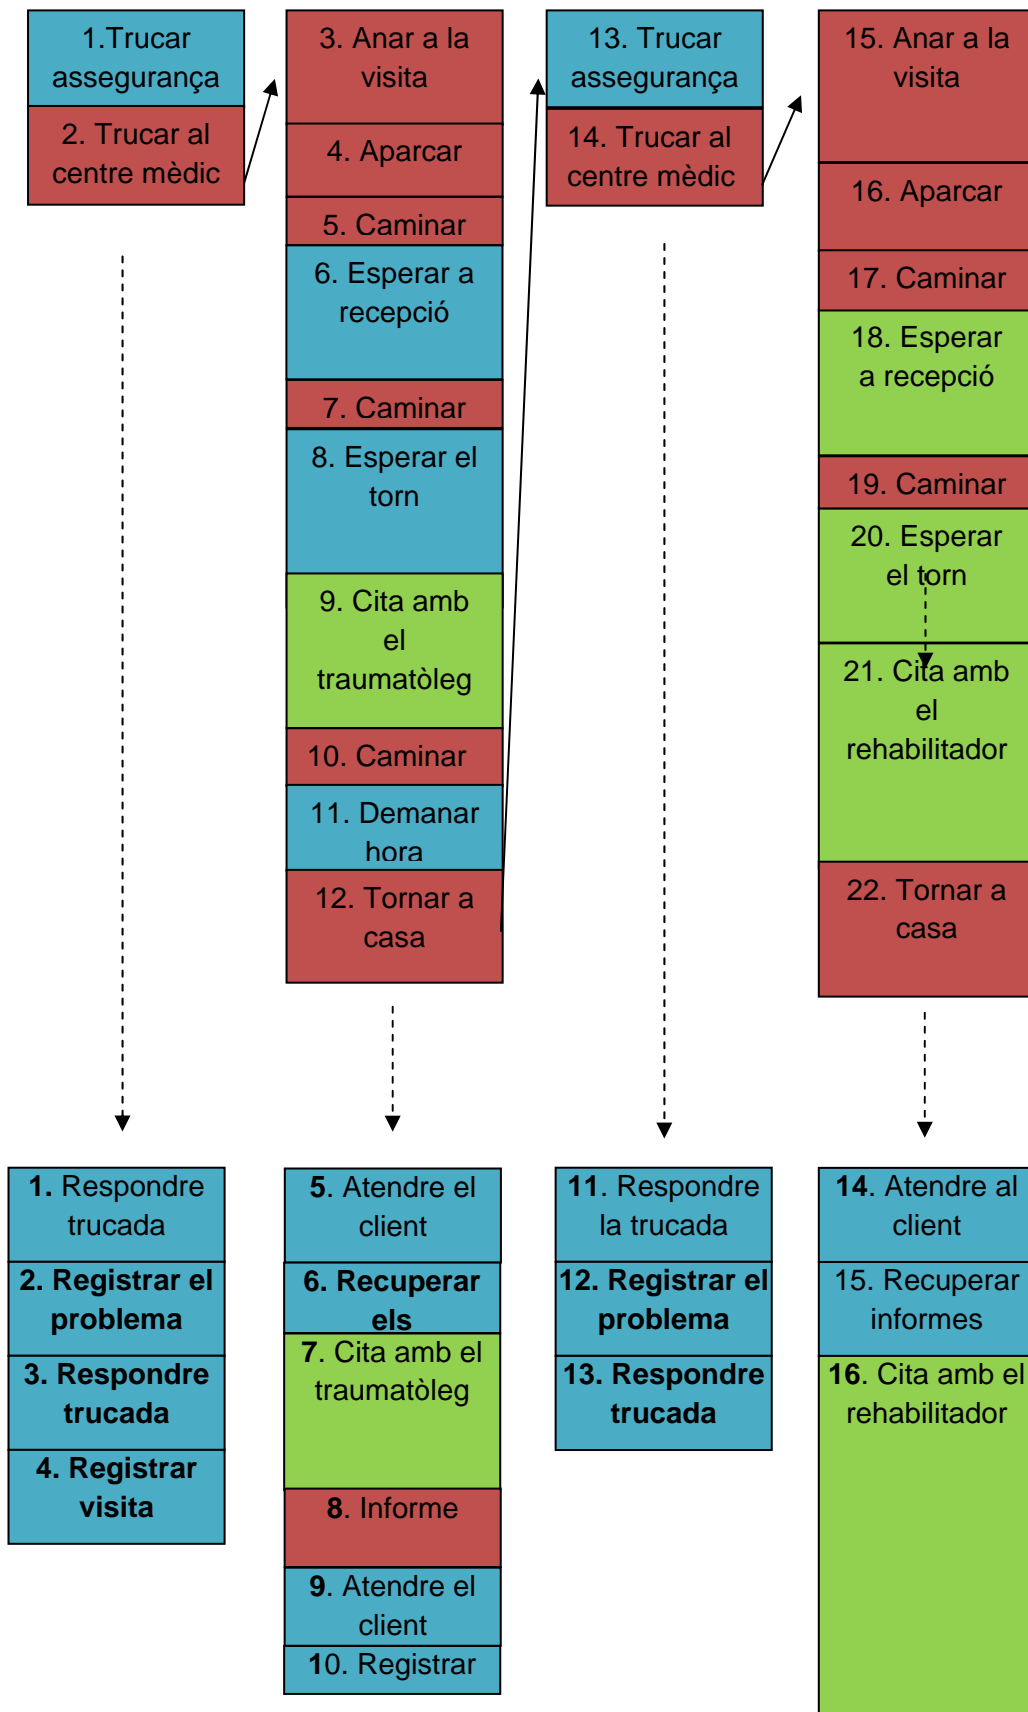 1.Trucar
assegurança
2. Trucar al
centre mèdic
3. Anar a la
visita
4. Aparcar
5. Caminar
6. Esperar a
recepció
7. Caminar
8. Esperar el
torn
9. Cita amb
el
traumatòleg
10. Caminar
11. Demanar
hora
12. Tornar a
casa
13. Trucar
assegurança
14. Trucar al
centre mèdic
15. Anar a la
visita
16. Aparcar
17. Caminar
18. Esperar
a recepció
19. Caminar
20. Esperar
el torn
21. Cita amb
el
rehabilitador
22. Tornar a
casa
1. Respondre
trucada
2. Registrar el
problema
3. Respondre
trucada
4. Registrar
visita
5. Atendre el
client
6. Recuperar
els
7. Cita amb el
traumatòleg
8. Informe
9. Atendre el
client
10. Registrar
11. Respondre
la trucada
12. Registrar el
problema
13. Respondre
trucada
14. Atendre al
client
15. Recuperar
informes
16. Cita amb el
rehabilitador